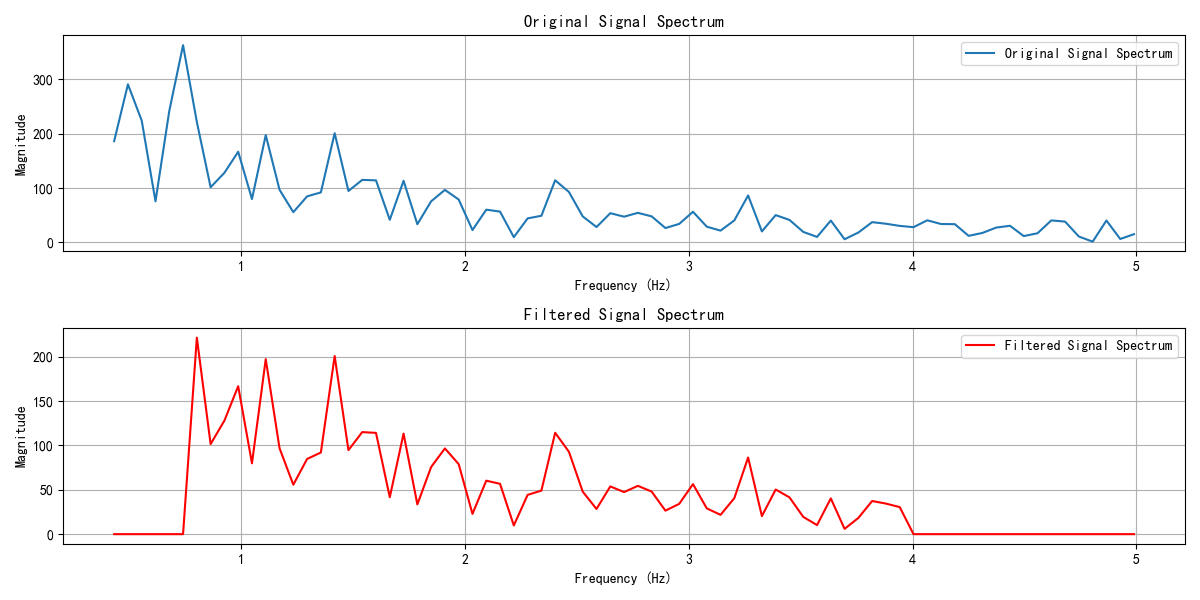 Original Signal Spectrum
Original Signal Spectrum
Magnitude
300
200
100
0
1 2 3 4 5
Frequency (Hz)
Filtered Signal Spectrum
Filtered Signal Spectrum
Magnitude
200
150
100
50
0
1 2 3 4 5
Frequency (Hz)